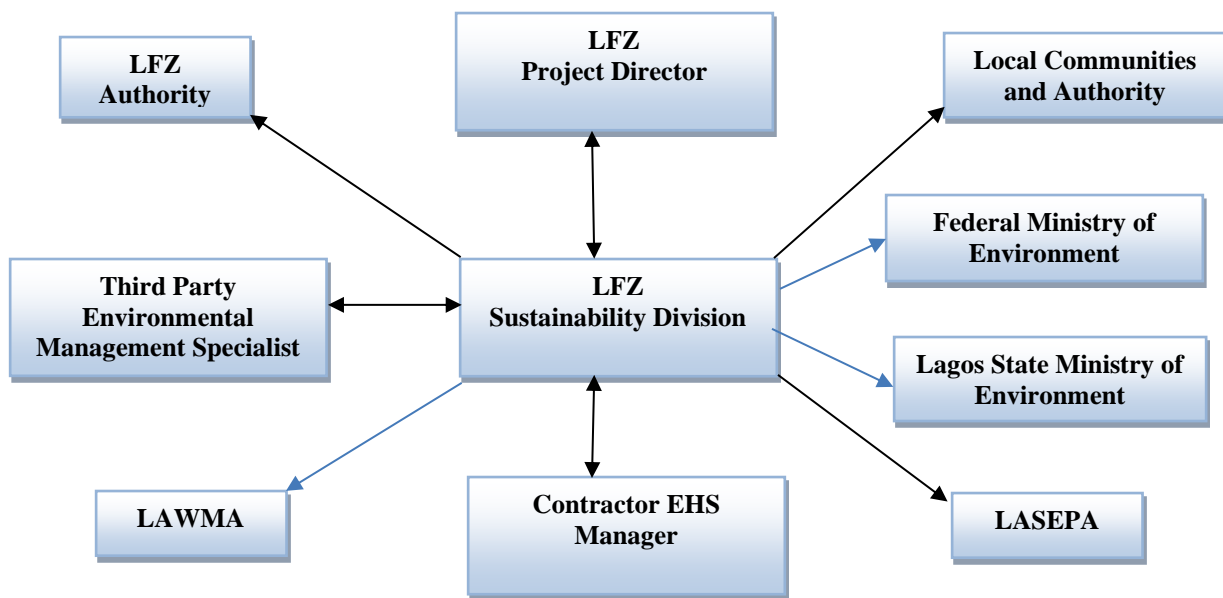 LFZ
Authority
LFZ
Project Director
Local Communities
and Authority
Federal Ministry of
Environment
Third Party
Environmental
Management Specialist
LFZ
Sustainability Division
Lagos State Ministry of
Environment
LAWMA
Contractor EHS
Manager
LASEPA